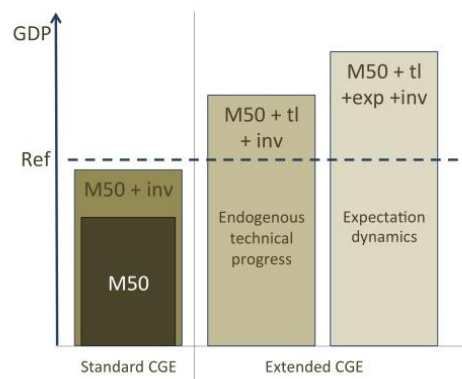 GDP
Ref
M50 + inv
M50
M50 + tl
+ inv
Endogenous
technical
progress
M50 + tl
+exp +inv
Expectation
dynamics
Standard CGE
Extended CGE